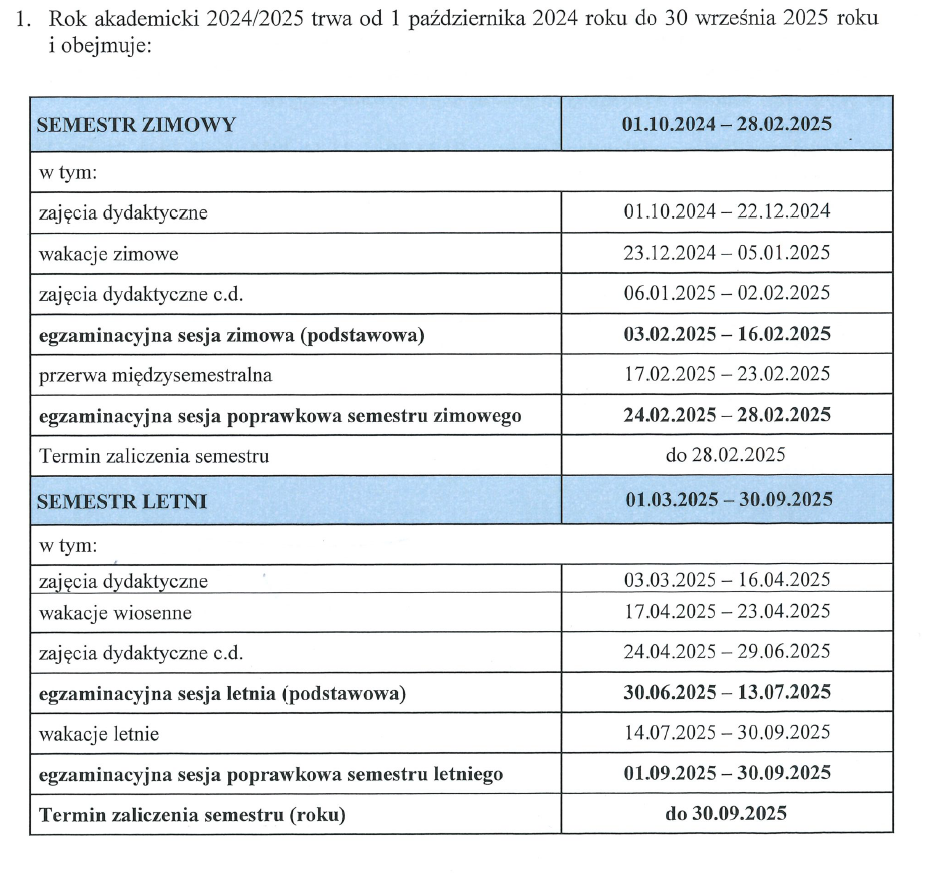 1. Rok akademicki 2024/2025 trwa od 1 października 2024 roku do 30 września 2025 roku
i obejmuje:
SEMESTR ZIMOWY 01.10.2024 – 28.02.2025
w tym:
zajęcia dydaktyczne 01.10.2024 – 22.12.2024
wakacje zimowe 23.12.2024 – 05.01.2025
zajęcia dydaktyczne c.d. 06.01.2025 – 02.02.2025
egzaminacyjna sesja zimowa (podstawowa) 03.02.2025 – 16.02.2025
przerwa międzysemestralna 17.02.2025 – 23.02.2025
egzaminacyjna sesja poprawkowa semestru zimowego 24.02.2025 – 28.02.2025
Termin zaliczenia semestru do 28.02.2025
SEMESTR LETNI 01.03.2025 – 30.09.2025
w tym:
zajęcia dydaktyczne 03.03.2025 – 16.04.2025
wakacje wiosenne 17.04.2025 – 23.04.2025
zajęcia dydaktyczne c.d. 24.04.2025 – 29.06.2025
egzaminacyjna sesja letnia (podstawowa) 30.06.2025 – 13.07.2025
wakacje letnie 14.07.2025 – 30.09.2025
egzaminacyjna sesja poprawkowa semestru letniego 01.09.2025 – 30.09.2025
Termin zaliczenia semestru (roku) do 30.09.2025